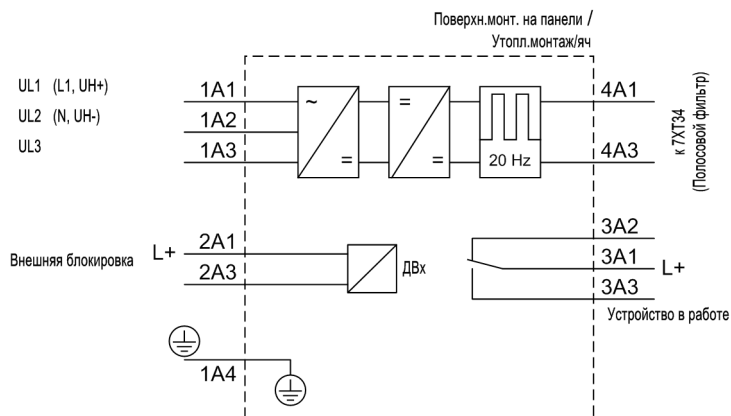 Поверхн.монт. на панели /
Утопл.монтаж/яч
UL1 (L1, UH+)
1A1
~
=
=
=
20 Hz
4A1
UL2 (N, UH-)
1A2
UL3
1A3
4A3
к 7XT34
(Полосовой фильтр)
Внешняя блокировка
L+
2A1
2A3
ДВх
3A2
3A1
L+
3A3
Устройство в работе
1A4